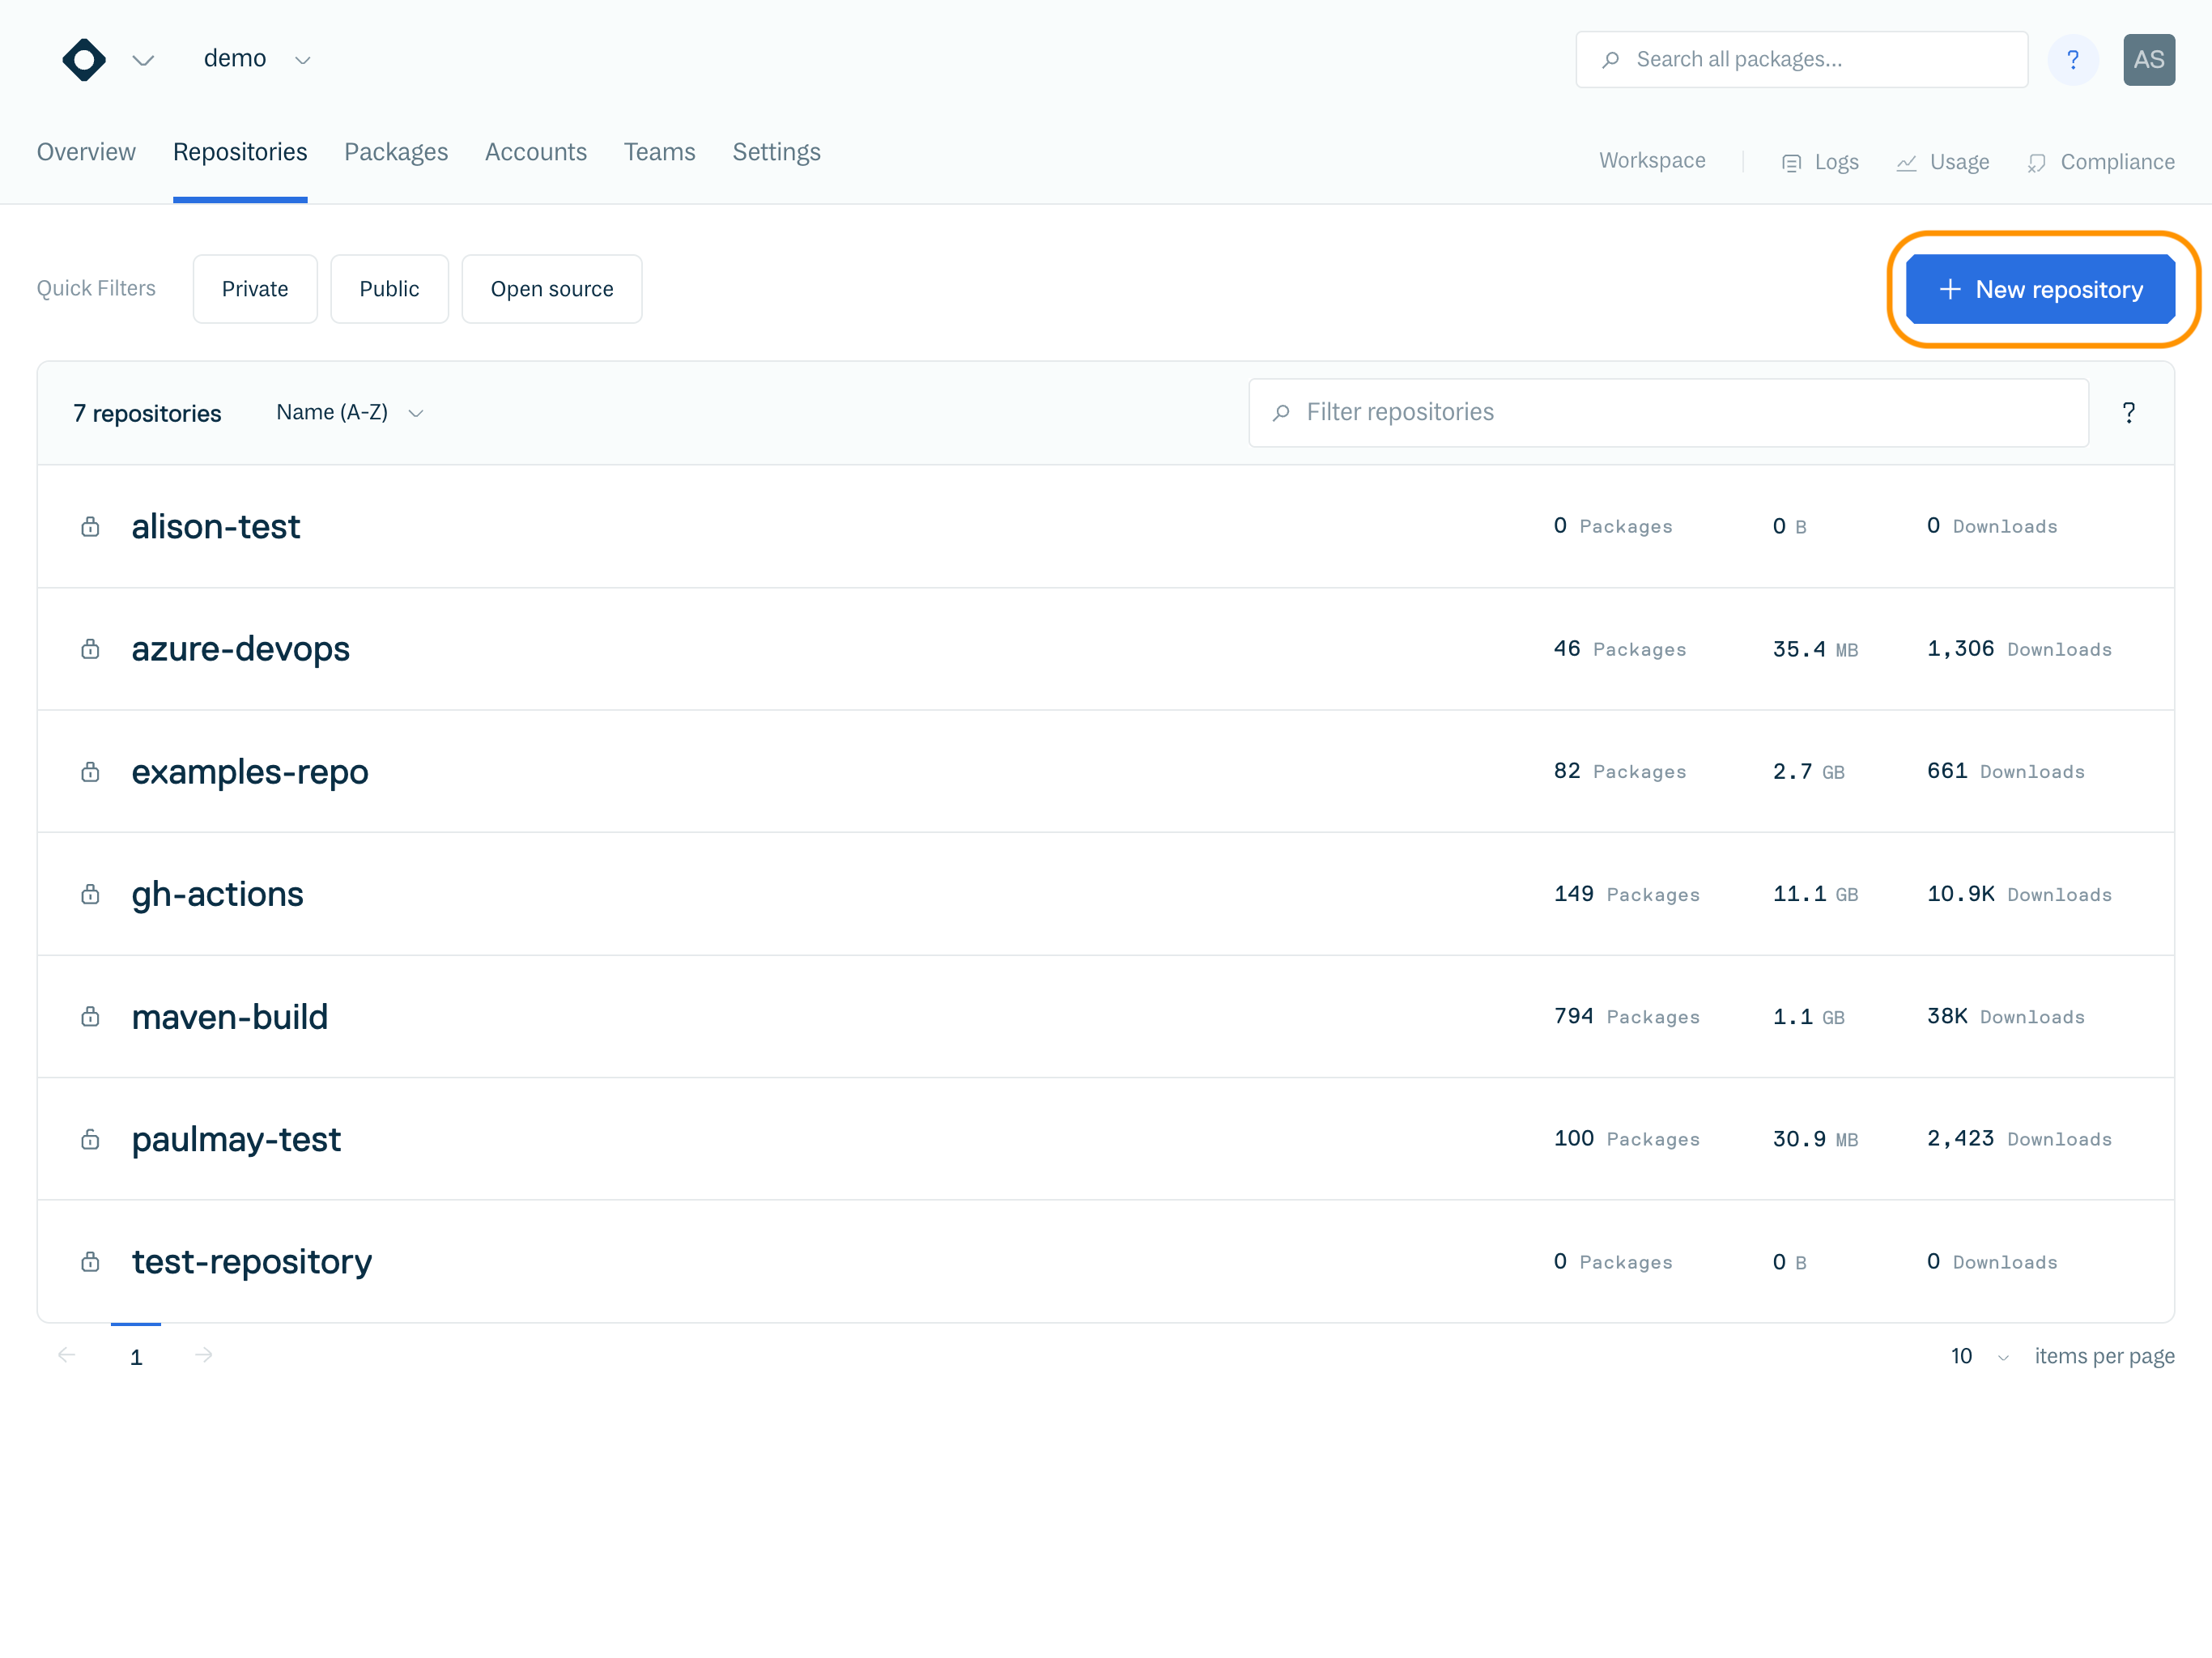 demo
Search all packages...
?
AS
Overview Repositories Packages Accounts Teams Settings
Workspace Logs Usage Compliance
Quick Filters Private Public Open source
New repository
7 repositories Name (A-Z) Filter repositories ?
alison-test 0 Packages 0 B 0 Downloads
azure-devops 46 Packages 35.4 MB 1,306 Downloads
examples-repo 82 Packages 2.7 GB 661 Downloads
gh-actions 149 Packages 11.1 GB 10.9K Downloads
maven-build 794 Packages 1.1 GB 38K Downloads
paulmay-test 100 Packages 30.9 MB 2,423 Downloads
test-repository 0 Packages 0 B 0 Downloads
1 10 items per page